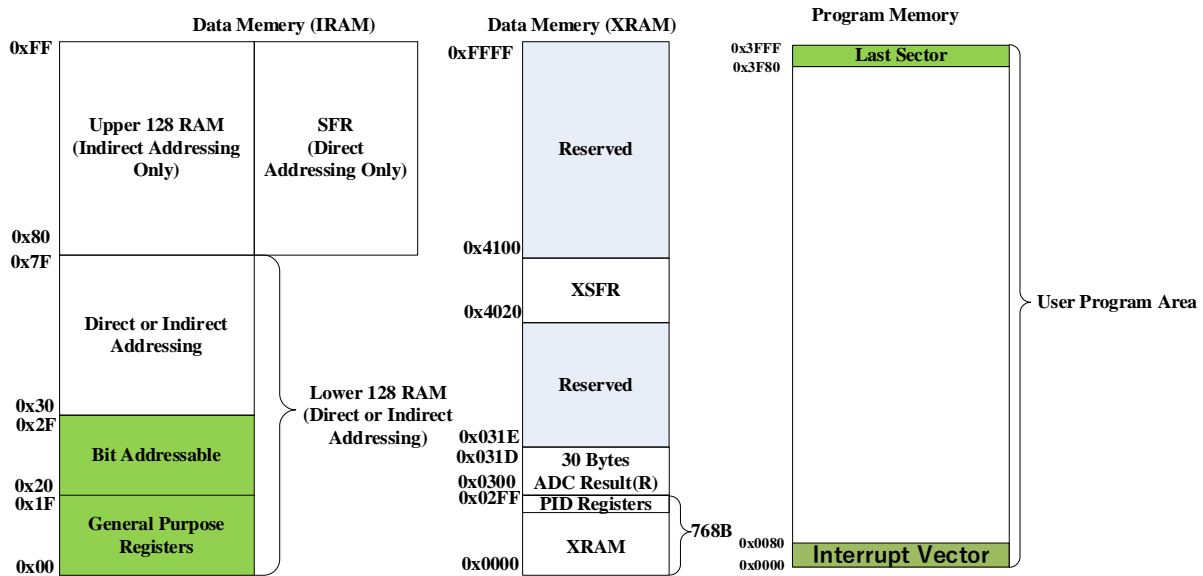 Data Memory (IRAM)
0xFF
Upper 128 RAM
(Indirect Addressing
Only)
SFR
(Direct
Addressing Only)
0x80
0x7F
Direct or Indirect
Addressing
0x30
0x2F
Bit Addressable
0x20
0x1F
General Purpose
Registers
0x00
Lower 128 RAM
(Direct or Indirect
Addressing)
Data Memory (XRAM)
0xFFFF
Reserved
0x4100
XSFR
0x4020
Reserved
0x031E
0x031D
30 Bytes
ADC Result(R)
0x0300
0x02FF
PID Registers
XRAM
0x0000
768B
Program Memory
0x3FFF
Last Sector
0x3F80
User Program Area
0x0080
Interrupt Vector
0x0000